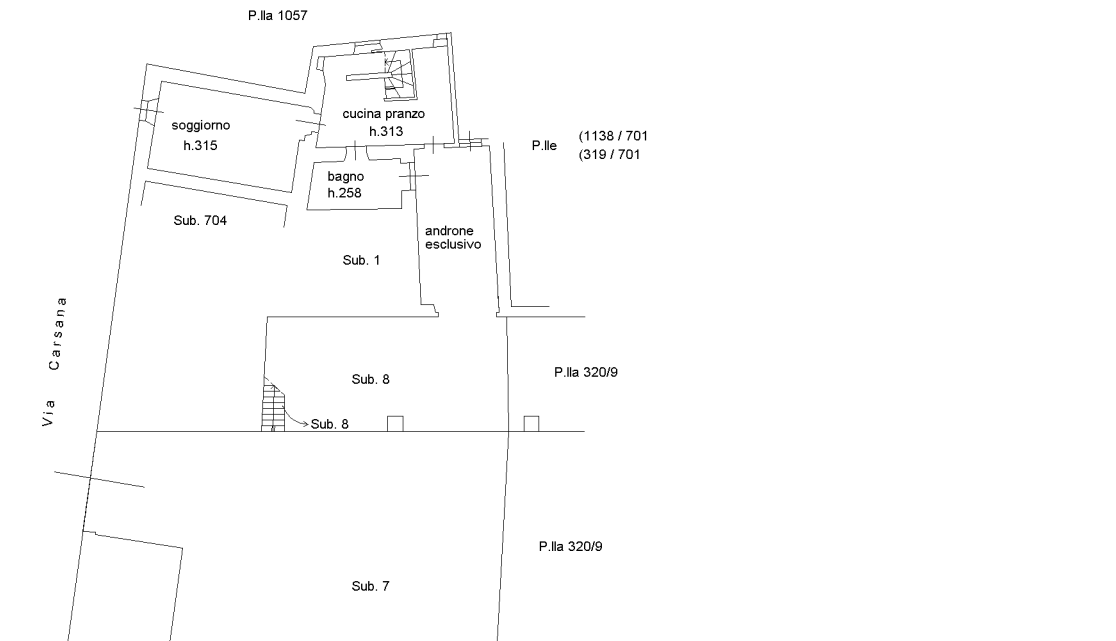 P.lla 1057
soggiorno
h.315
cucina pranzo
h.313
P.lle
(1138 / 701
(319 / 701
bagno
h.258
Sub. 704
androne
esclusivo
Sub. 1
Via Carsana
Sub. 8
P.lla 320/9
Sub. 8
P.lla 320/9
Sub. 7